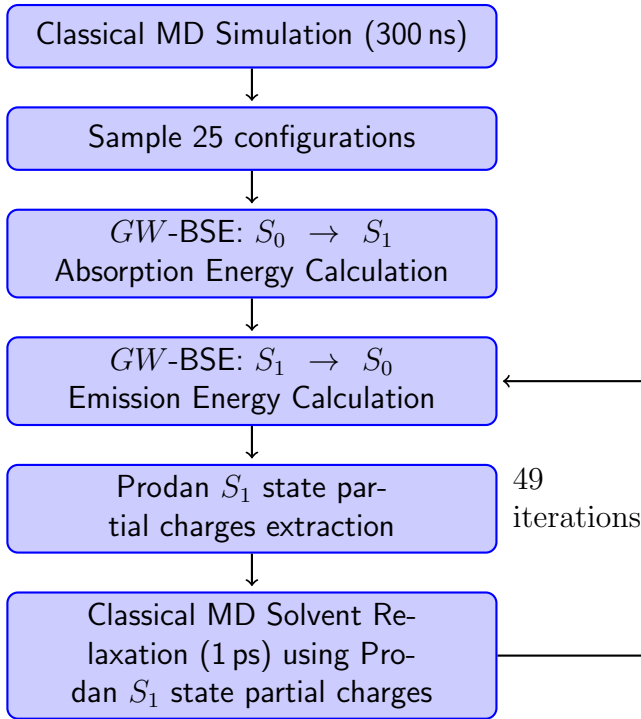 Classical MD Simulation (300 ns)
Sample 25 configurations
GW-BSE: S₀ → S₁
Absorption Energy Calculation
GW-BSE: S₁ → S₀
Emission Energy Calculation
Prodan S₁ state par-
tial charges extraction
49
iterations
Classical MD Solvent Re-
laxation (1 ps) using Pro-
dan S₁ state partial charges